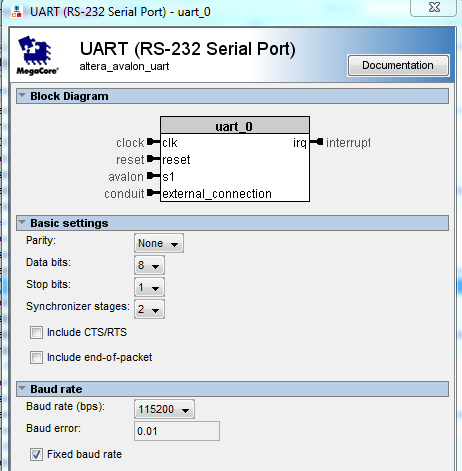 UART (RS-232 Serial Port) - uart_0
UART (RS-232 Serial Port)
altera_avalon_uart
MegaCore®
Documentation
Block Diagram
uart_0
clock clk irq interrupt
reset reset
avalon s1
conduit external_connection
Basic settings
Parity: None
Data bits: 8
Stop bits: 1
Synchronizer stages: 2
Include CTS/RTS
Include end-of-packet
Baud rate
Baud rate (bps): 115200
Baud error: 0.01
Fixed baud rate